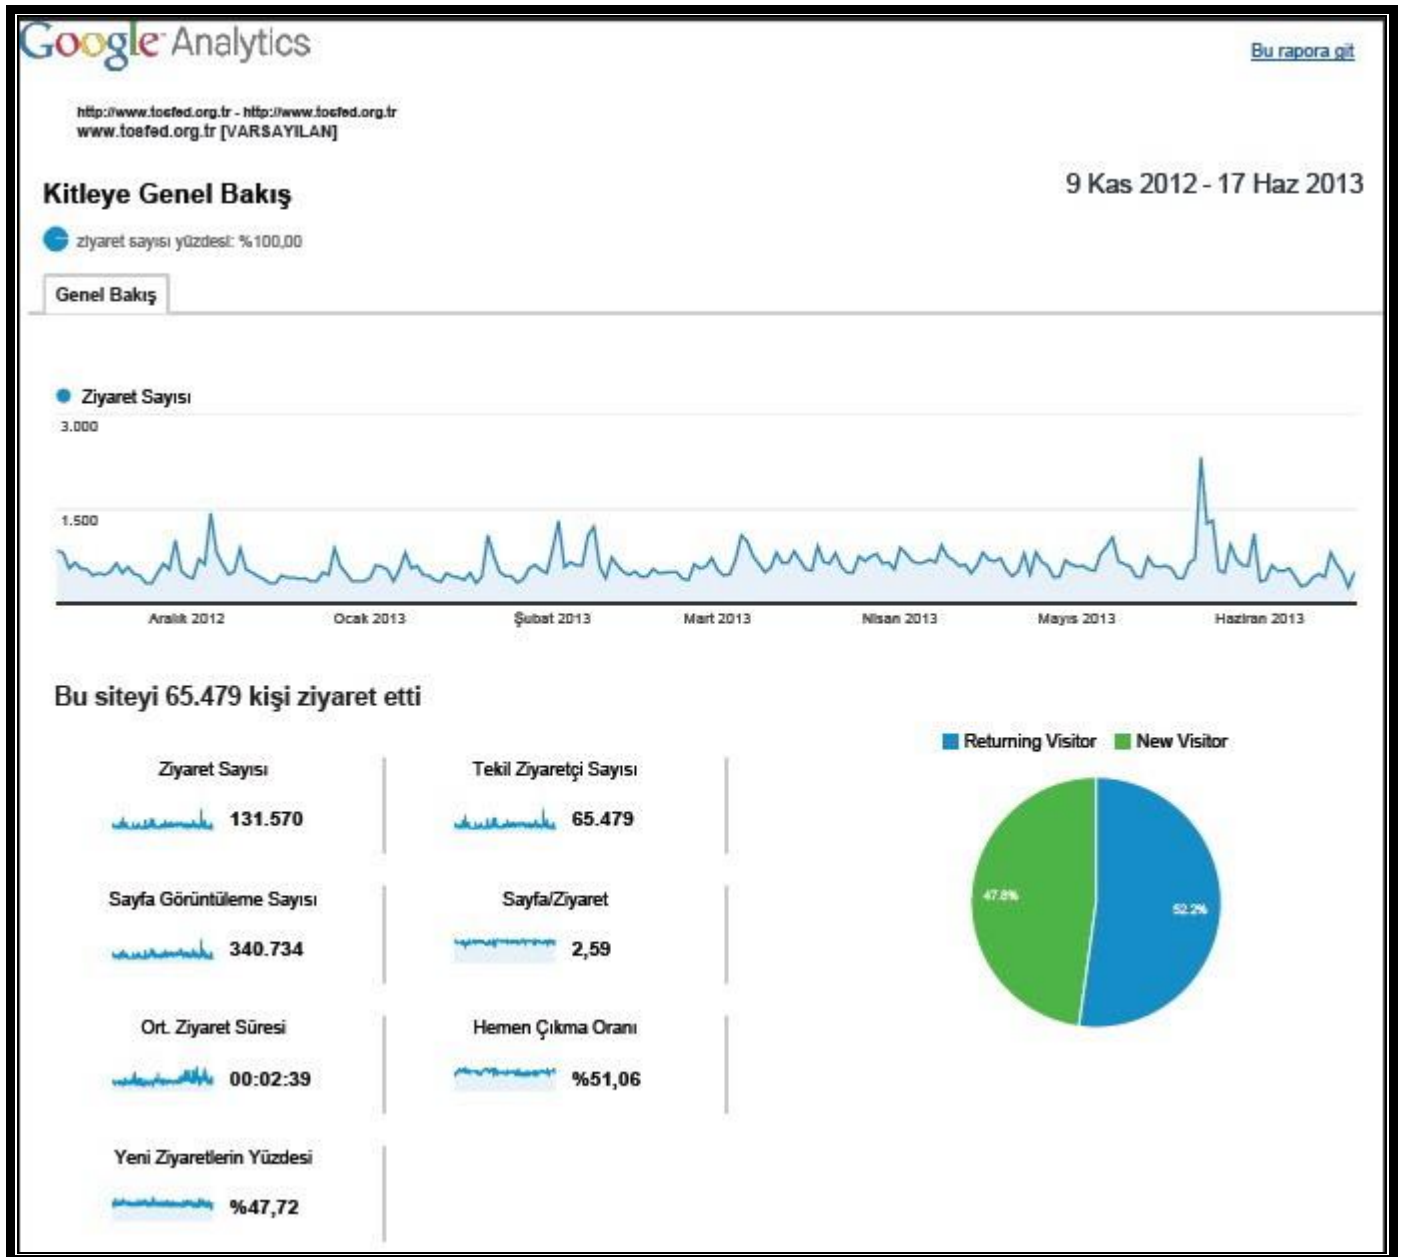 Google Analytics
Bu rapora git
http://www.tosfed.org.tr - http://www.tosfed.org.tr
www.tosfed.org.tr [VARSAYILAN]
Kitleye Genel Bakış
9 Kas 2012 - 17 Haz 2013
ziyaret sayısı yüzdesi: %100,00
Genel Bakış
Ziyaret Sayısı
3.000
1.500
Aralık 2012 Ocak 2013 Şubat 2013 Mart 2013 Nisan 2013 Mayıs 2013 Haziran 2013
Bu siteyi 65.479 kişi ziyaret etti
Returning Visitor New Visitor
Ziyaret Sayısı Tekil Ziyaretçi Sayısı
131.570 65.479
Sayfa Görüntüleme Sayısı Sayfa/Ziyaret
47.8% 52.2%
340.734 2,59
Ort. Ziyaret Süresi Hemen Çıkma Oranı
00:02:39 %51,06
Yeni Ziyaretlerin Yüzdesi
%47,72